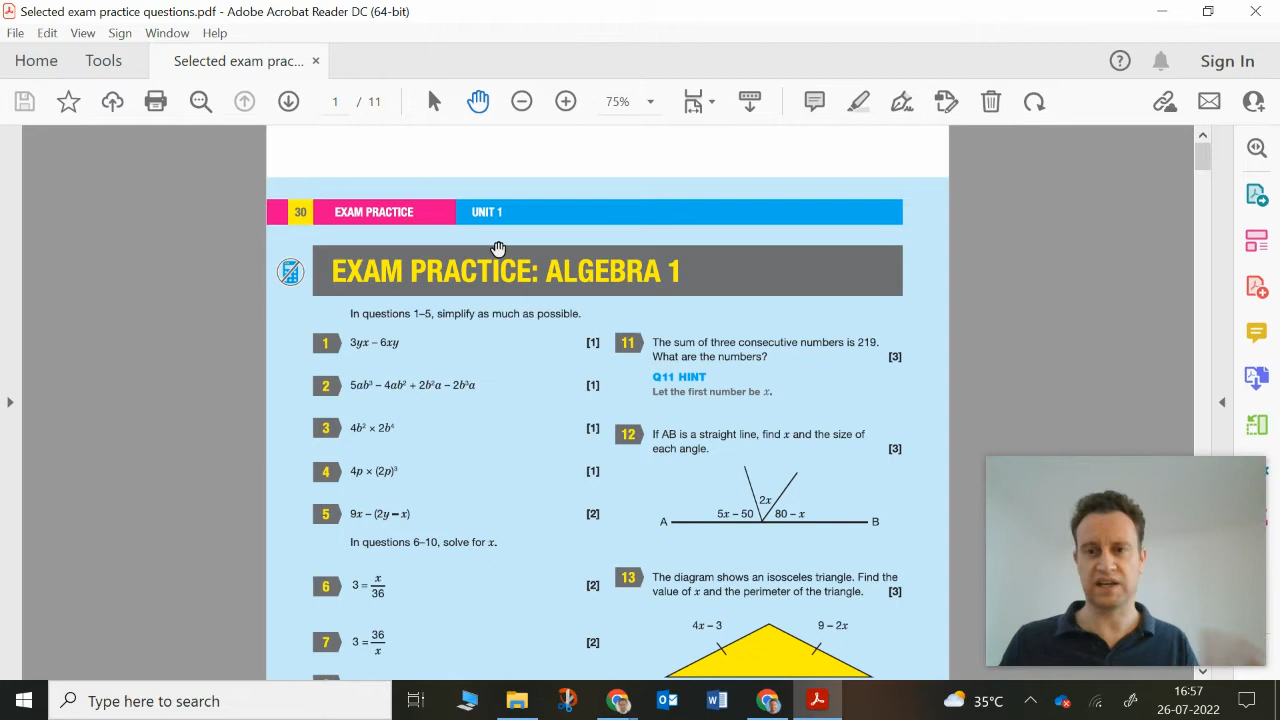 Selected exam practice questions.pdf - Adobe Acrobat Reader DC (64-bit)
File Edit View Sign Window Help
Home Tools Selected exam prac... × Sign In
1 / 11 75%
30 EXAM PRACTICE UNIT 1
EXAM PRACTICE: ALGEBRA 1
In questions 1–5, simplify as much as possible.
1 3yx – 6xy [1]
2 5ab³ – 4ab² + 2b²a – 2b³a [1]
3 4b² × 2b⁴ [1]
4 4p × (2p)³ [1]
5 9x – (2y – x) [2]
In questions 6–10, solve for x.
6 3 = x/36 [2]
7 3 = 36/x [2]
11 The sum of three consecutive numbers is 219.
What are the numbers? [3]
Q11 HINT
Let the first number be x.
12 If AB is a straight line, find x and the size of
each angle. [3]
2x
5x – 50 80 – x
A B
13 The diagram shows an isosceles triangle. Find the
value of x and the perimeter of the triangle. [3]
4x – 3 9 – 2x
Type here to search
35°C
16:57
26-07-2022